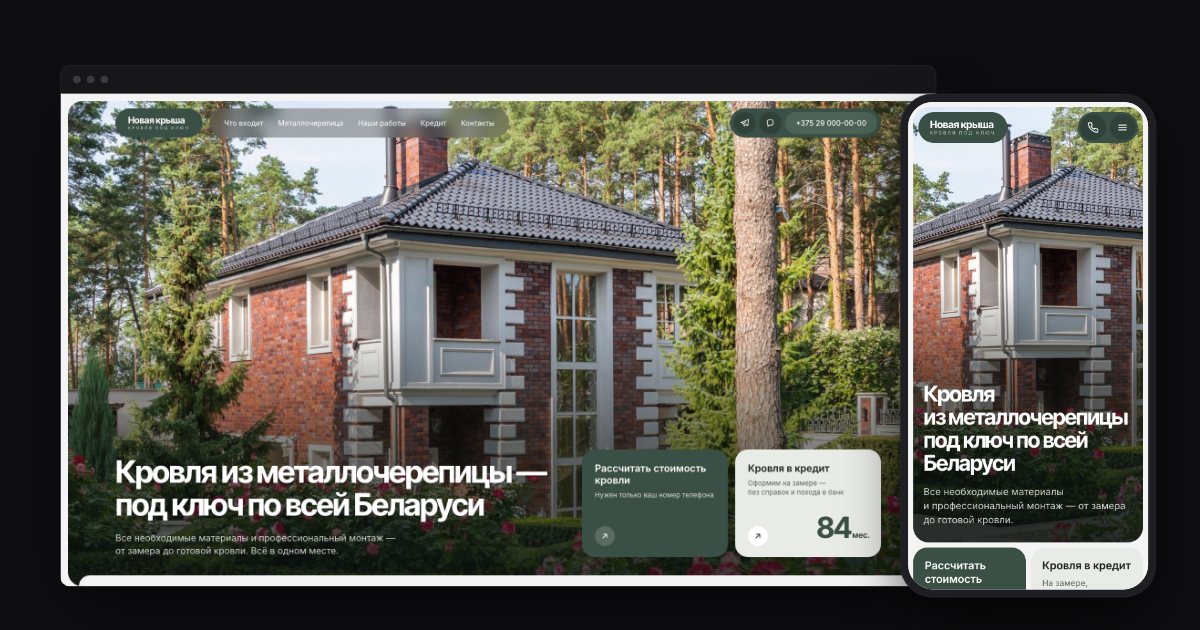 Новая крыша
кровля под ключ
Что входит
Металлочерепица
Наши работы
Кредит
Контакты
+375 29 000-00-00
Кровля из металлочерепицы —
под ключ по всей Беларуси
Все необходимые материалы и профессиональный монтаж —
от замера до готовой кровли. Всё в одном месте.
Рассчитать стоимость
кровли
Нужен только ваш номер телефона
Кровля в кредит
Оформим на замере —
без справок и похода в банк
84 мес.
Новая крыша
кровля под ключ
Кровля
из металлочерепицы
под ключ по всей
Беларуси
Все необходимые материалы
и профессиональный монтаж — от замера
до готовой кровли.
Рассчитать
стоимость
Кровля в кредит
На замере,